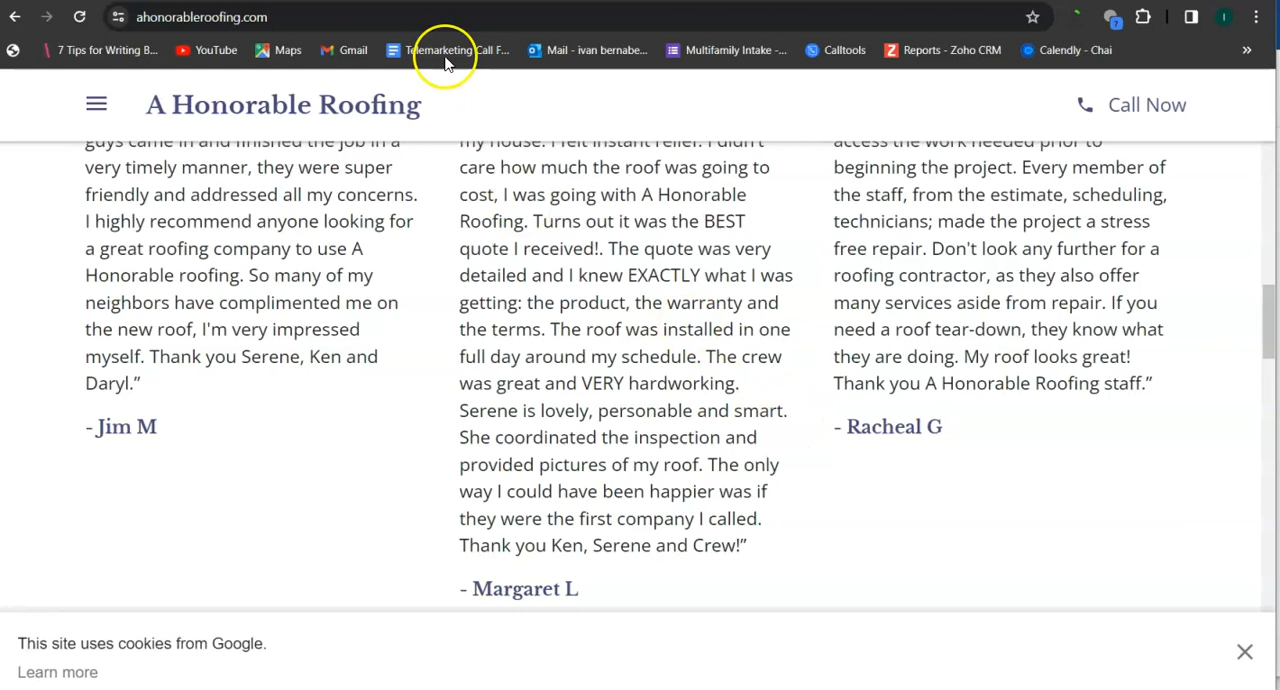 ahonorableroofing.com
7 Tips for Writing B... YouTube Maps Gmail Telemarketing Call F... Mail - ivan bernabe... Multifamily Intake -... Calltools Reports - Zoho CRM Calendly - Chai »
A Honorable Roofing
Call Now
guys came in and finished the job in a
very timely manner, they were super
friendly and addressed all my concerns.
I highly recommend anyone looking for
a great roofing company to use A
Honorable roofing. So many of my
neighbors have complimented me on
the new roof, I'm very impressed
myself. Thank you Serene, Ken and
Daryl.”
- Jim M
my house. I felt instant relief. I didn't
care how much the roof was going to
cost, I was going with A Honorable
Roofing. Turns out it was the BEST
quote I received!. The quote was very
detailed and I knew EXACTLY what I was
getting: the product, the warranty and
the terms. The roof was installed in one
full day around my schedule. The crew
was great and VERY hardworking.
Serene is lovely, personable and smart.
She coordinated the inspection and
provided pictures of my roof. The only
way I could have been happier was if
they were the first company I called.
Thank you Ken, Serene and Crew!”
- Margaret L
access the work needed prior to
beginning the project. Every member of
the staff, from the estimate, scheduling,
technicians; made the project a stress
free repair. Don't look any further for a
roofing contractor, as they also offer
many services aside from repair. If you
need a roof tear-down, they know what
they are doing. My roof looks great!
Thank you A Honorable Roofing staff.”
- Racheal G
This site uses cookies from Google.
Learn more